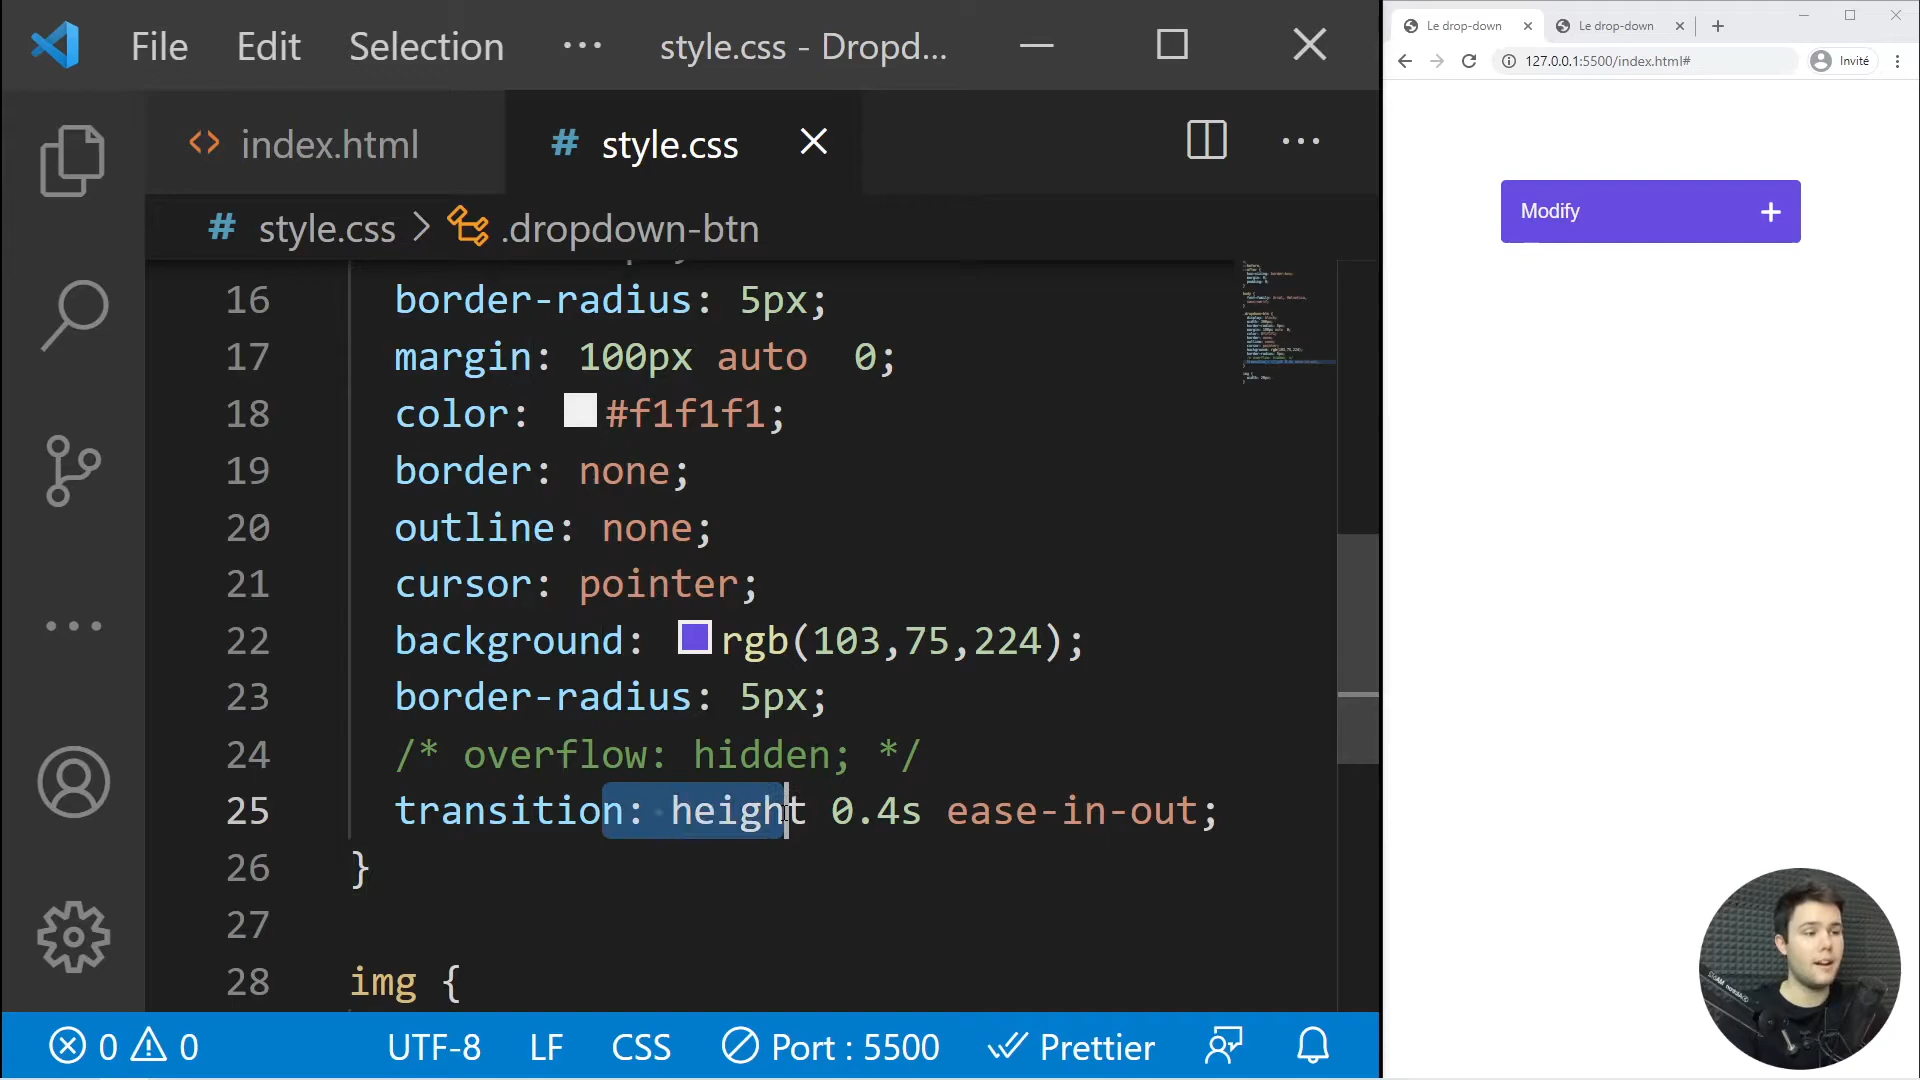 File Edit Selection ··· style.css - Dropd...
index.html
# style.css
# style.css > .dropdown-btn
16 border-radius: 5px;
17 margin: 100px auto  0;
18 color: #f1f1f1;
19 border: none;
20 outline: none;
21 cursor: pointer;
22 background: rgb(103,75,224);
23 border-radius: 5px;
24 /* overflow: hidden; */
25 transition: height 0.4s ease-in-out;
26 }
27
28 img {
0 0 UTF-8 LF CSS Port : 5500 Prettier
Le drop-down Le drop-down
127.0.0.1:5500/index.html# Invité
Modify +